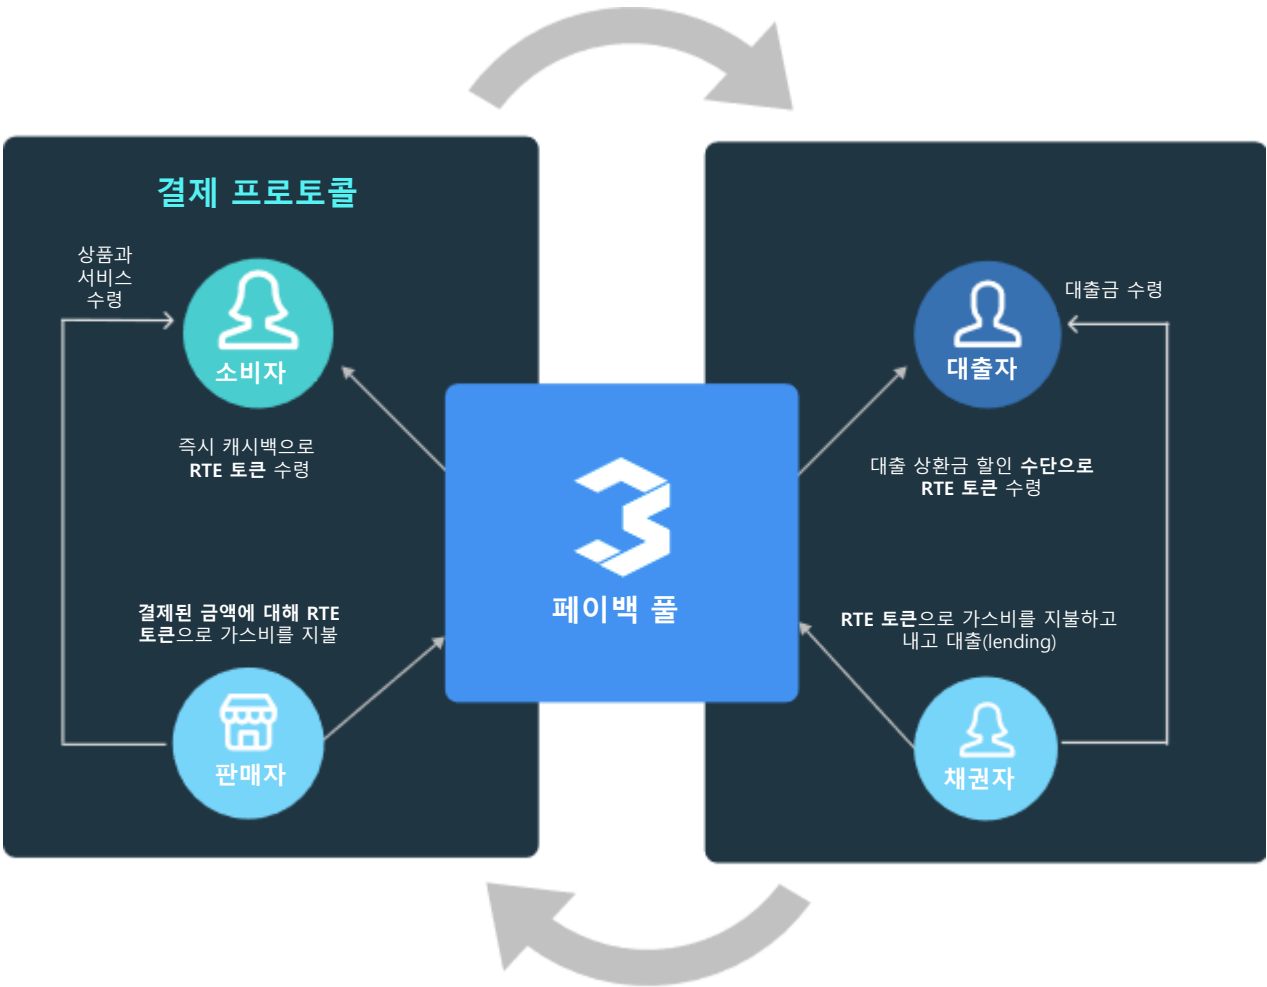 결제 프로토콜
상품과
서비스
수령
소비자
즉시 캐시백으로
RTE 토큰 수령
결제된 금액에 대해 RTE
토큰으로 가스비를 지불
판매자
페이백 풀
대출금 수령
대출자
대출 상환금 할인 수단으로
RTE 토큰 수령
RTE 토큰으로 가스비를 지불하고
내고 대출(lending)
채권자